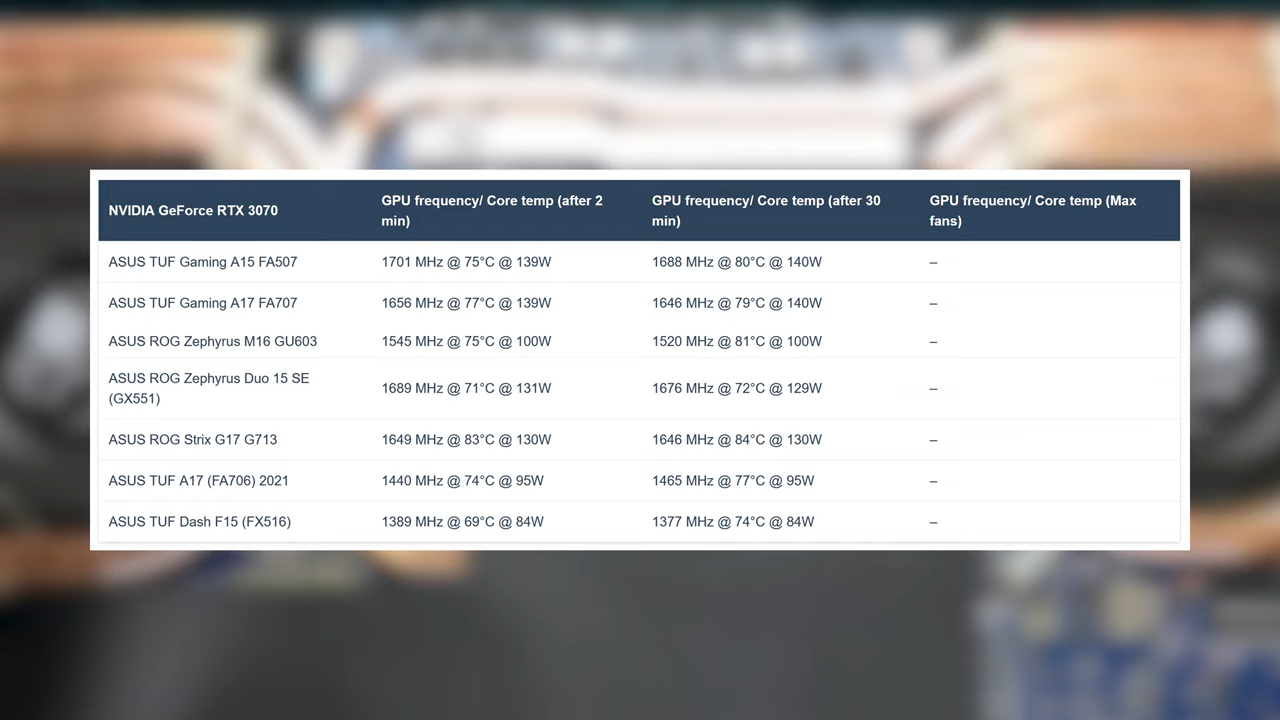 NVIDIA GeForce RTX 3070
GPU frequency/ Core temp (after 2
min)
GPU frequency/ Core temp (after 30
min)
GPU frequency/ Core temp (Max
fans)
ASUS TUF Gaming A15 FA507
1701 MHz @ 75°C @ 139W
1688 MHz @ 80°C @ 140W
–
ASUS TUF Gaming A17 FA707
1656 MHz @ 77°C @ 139W
1646 MHz @ 79°C @ 140W
–
ASUS ROG Zephyrus M16 GU603
1545 MHz @ 75°C @ 100W
1520 MHz @ 81°C @ 100W
–
ASUS ROG Zephyrus Duo 15 SE
(GX551)
1689 MHz @ 71°C @ 131W
1676 MHz @ 72°C @ 129W
–
ASUS ROG Strix G17 G713
1649 MHz @ 83°C @ 130W
1646 MHz @ 84°C @ 130W
–
ASUS TUF A17 (FA706) 2021
1440 MHz @ 74°C @ 95W
1465 MHz @ 77°C @ 95W
–
ASUS TUF Dash F15 (FX516)
1389 MHz @ 69°C @ 84W
1377 MHz @ 74°C @ 84W
–